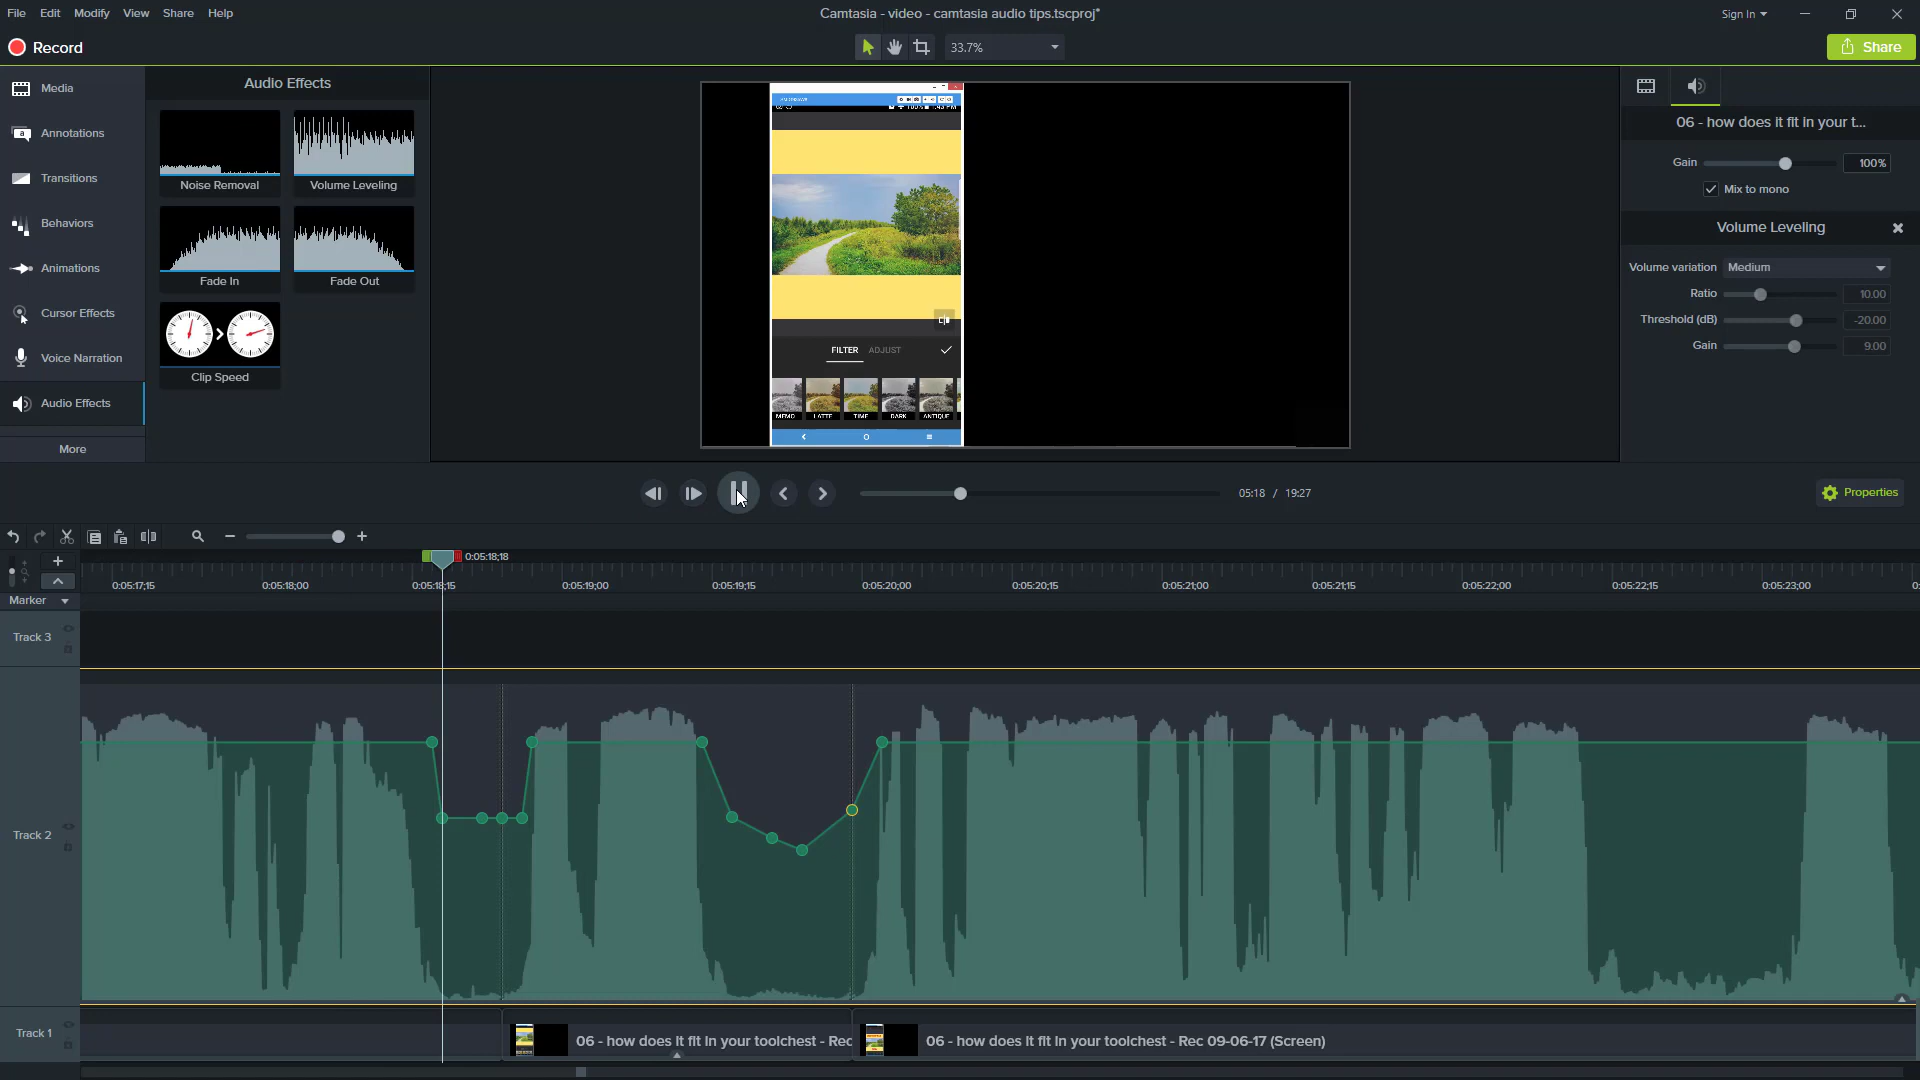 File Edit Modify View Share Help
Camtasia - video - camtasia audio tips.tscproj*
Sign In
Record
33.7%
Share
Media
Annotations
Transitions
Behaviors
Animations
Cursor Effects
Voice Narration
Audio Effects
More
Audio Effects
Noise Removal
Volume Leveling
Fade In
Fade Out
Clip Speed
FILTER ADJUST
MEMO LATTE TIME DARK ANTIQUE
06 - how does it fit in your t...
Gain 100%
Mix to mono
Volume Leveling
Volume variation Medium
Ratio 10.00
Threshold (dB) -20.00
Gain 9.00
05:18 / 19:27
Properties
0:05:18;18
0:05:17;15 0:05:18;00 0:05:18;15 0:05:19;00 0:05:19;15 0:05:20;00 0:05:20;15 0:05:21;00 0:05:21;15 0:05:22;00 0:05:22;15 0:05:23;00
Marker
Track 3
Track 2
Track 1
06 - how does it fit in your toolchest - Rec
06 - how does it fit in your toolchest - Rec 09-06-17 (Screen)